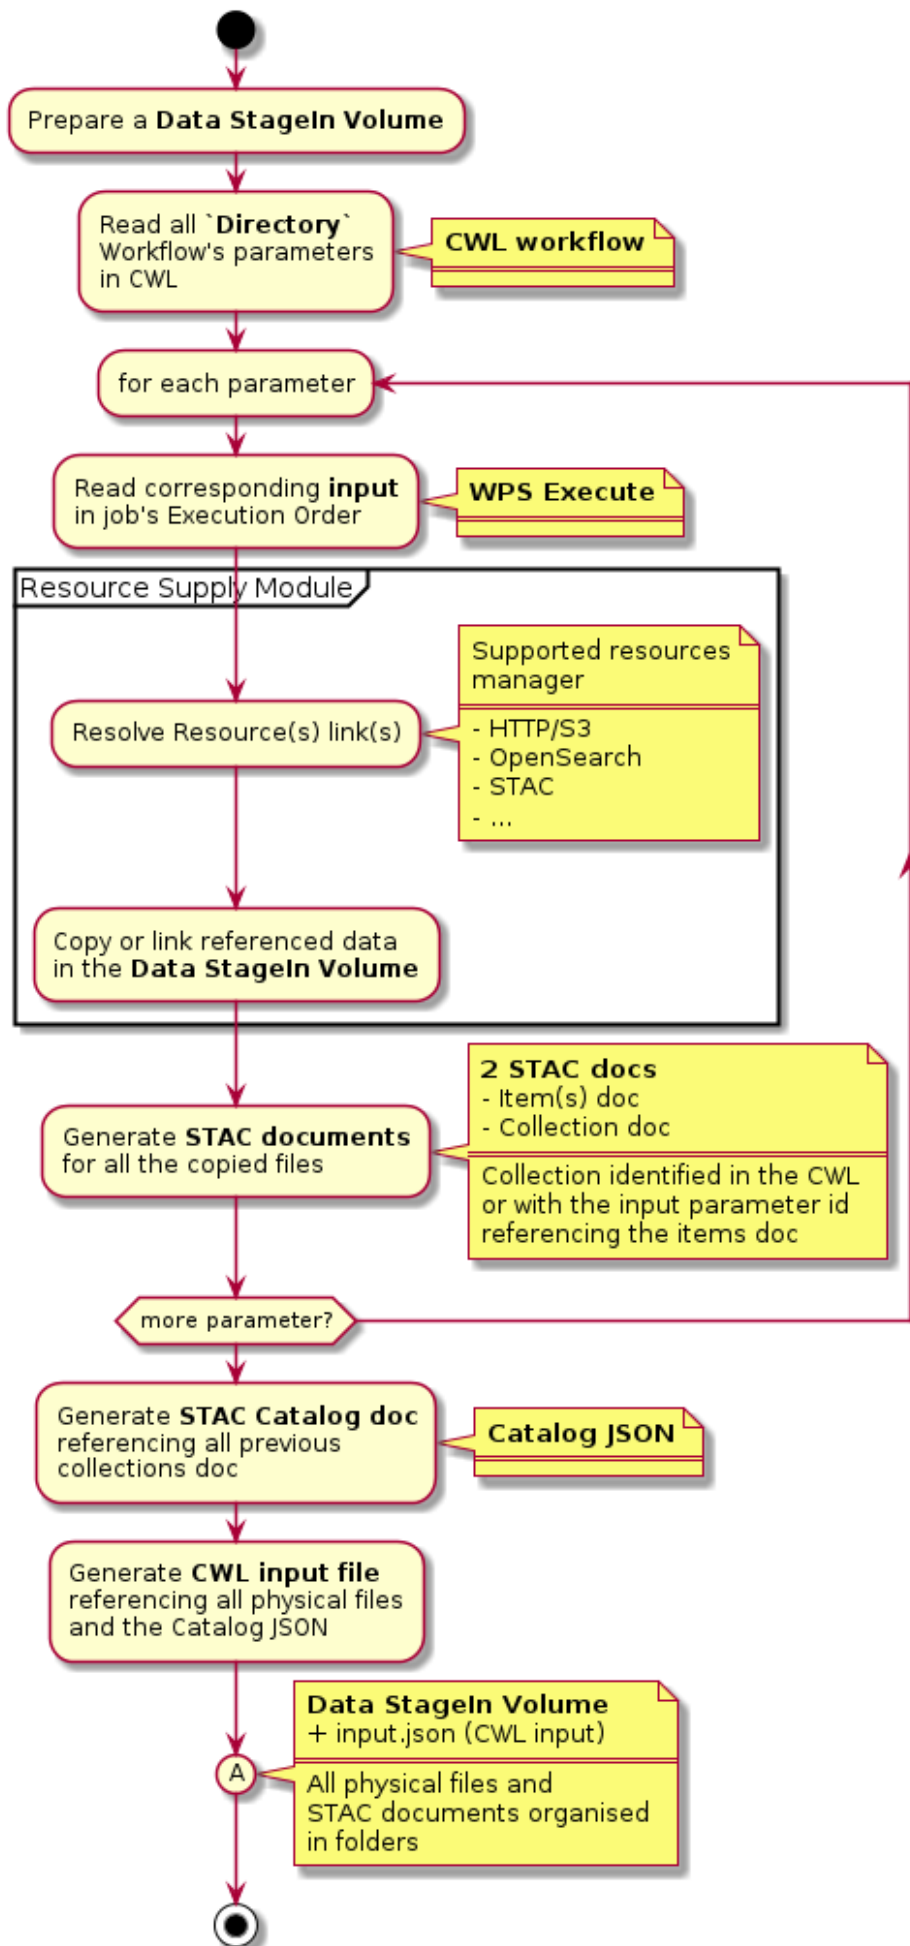 Prepare a Data StageIn Volume
Read all `Directory`
Workflow's parameters
in CWL
CWL workflow
for each parameter
Read corresponding input
in job's Execution Order
WPS Execute
Resource Supply Module
Supported resources
manager
Resolve Resource(s) link(s)
- HTTP/S3
- OpenSearch
- STAC
- ...
Copy or link referenced data
in the Data StageIn Volume
2 STAC docs
- Item(s) doc
- Collection doc
Generate STAC documents
for all the copied files
Collection identified in the CWL
or with the input parameter id
referencing the items doc
more parameter?
Generate STAC Catalog doc
referencing all previous
collections doc
Catalog JSON
Generate CWL input file
referencing all physical files
and the Catalog JSON
Data StageIn Volume
+ input.json (CWL input)
A
All physical files and
STAC documents organised
in folders